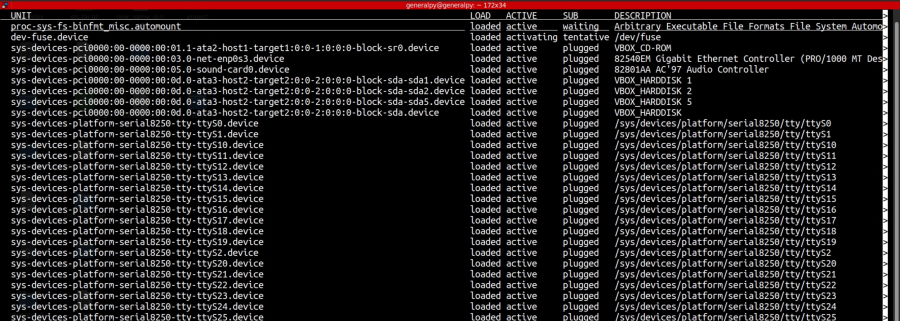 generalpy@generalpy: ~ 172x34
UNIT LOAD ACTIVE SUB DESCRIPTION >
proc-sys-fs-binfmt_misc.automount loaded active waiting Arbitrary Executable File Formats File System Automo>
dev-fuse.device loaded activating tentative /dev/fuse >
sys-devices-pci0000:00-0000:00:01.1-ata2-host1-target1:0:0-1:0:0:0-block-sr0.device loaded active plugged VBOX_CD-ROM >
sys-devices-pci0000:00-0000:00:03.0-net-enp0s3.device loaded active plugged 82540EM Gigabit Ethernet Controller (PRO/1000 MT Des>
sys-devices-pci0000:00-0000:00:05.0-sound-card0.device loaded active plugged 82801AA AC'97 Audio Controller >
sys-devices-pci0000:00-0000:00:0d.0-ata3-host2-target2:0:0-2:0:0:0-block-sda-sda1.device loaded active plugged VBOX_HARDDISK 1 >
sys-devices-pci0000:00-0000:00:0d.0-ata3-host2-target2:0:0-2:0:0:0-block-sda-sda2.device loaded active plugged VBOX_HARDDISK 2 >
sys-devices-pci0000:00-0000:00:0d.0-ata3-host2-target2:0:0-2:0:0:0-block-sda-sda5.device loaded active plugged VBOX_HARDDISK 5 >
sys-devices-pci0000:00-0000:00:0d.0-ata3-host2-target2:0:0-2:0:0:0-block-sda.device loaded active plugged VBOX_HARDDISK >
sys-devices-platform-serial8250-tty-ttyS0.device loaded active plugged /sys/devices/platform/serial8250/tty/ttyS0 >
sys-devices-platform-serial8250-tty-ttyS1.device loaded active plugged /sys/devices/platform/serial8250/tty/ttyS1 >
sys-devices-platform-serial8250-tty-ttyS10.device loaded active plugged /sys/devices/platform/serial8250/tty/ttyS10 >
sys-devices-platform-serial8250-tty-ttyS11.device loaded active plugged /sys/devices/platform/serial8250/tty/ttyS11 >
sys-devices-platform-serial8250-tty-ttyS12.device loaded active plugged /sys/devices/platform/serial8250/tty/ttyS12 >
sys-devices-platform-serial8250-tty-ttyS13.device loaded active plugged /sys/devices/platform/serial8250/tty/ttyS13 >
sys-devices-platform-serial8250-tty-ttyS14.device loaded active plugged /sys/devices/platform/serial8250/tty/ttyS14 >
sys-devices-platform-serial8250-tty-ttyS15.device loaded active plugged /sys/devices/platform/serial8250/tty/ttyS15 >
sys-devices-platform-serial8250-tty-ttyS16.device loaded active plugged /sys/devices/platform/serial8250/tty/ttyS16 >
sys-devices-platform-serial8250-tty-ttyS17.device loaded active plugged /sys/devices/platform/serial8250/tty/ttyS17 >
sys-devices-platform-serial8250-tty-ttyS18.device loaded active plugged /sys/devices/platform/serial8250/tty/ttyS18 >
sys-devices-platform-serial8250-tty-ttyS19.device loaded active plugged /sys/devices/platform/serial8250/tty/ttyS19 >
sys-devices-platform-serial8250-tty-ttyS2.device loaded active plugged /sys/devices/platform/serial8250/tty/ttyS2 >
sys-devices-platform-serial8250-tty-ttyS20.device loaded active plugged /sys/devices/platform/serial8250/tty/ttyS20 >
sys-devices-platform-serial8250-tty-ttyS21.device loaded active plugged /sys/devices/platform/serial8250/tty/ttyS21 >
sys-devices-platform-serial8250-tty-ttyS22.device loaded active plugged /sys/devices/platform/serial8250/tty/ttyS22 >
sys-devices-platform-serial8250-tty-ttyS23.device loaded active plugged /sys/devices/platform/serial8250/tty/ttyS23 >
sys-devices-platform-serial8250-tty-ttyS24.device loaded active plugged /sys/devices/platform/serial8250/tty/ttyS24 >
sys-devices-platform-serial8250-tty-ttyS25.device loaded active plugged /sys/devices/platform/serial8250/tty/ttyS25 >